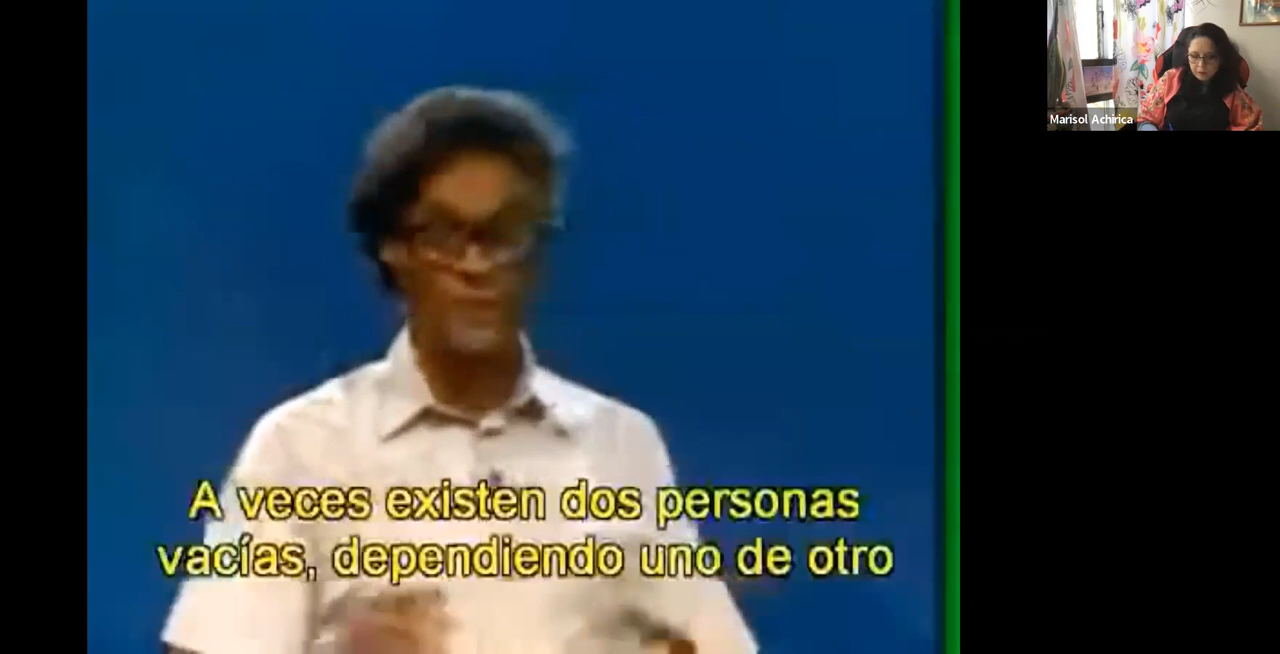 Marisol Achirica
A veces existen dos personas
vacías, dependiendo uno de otro